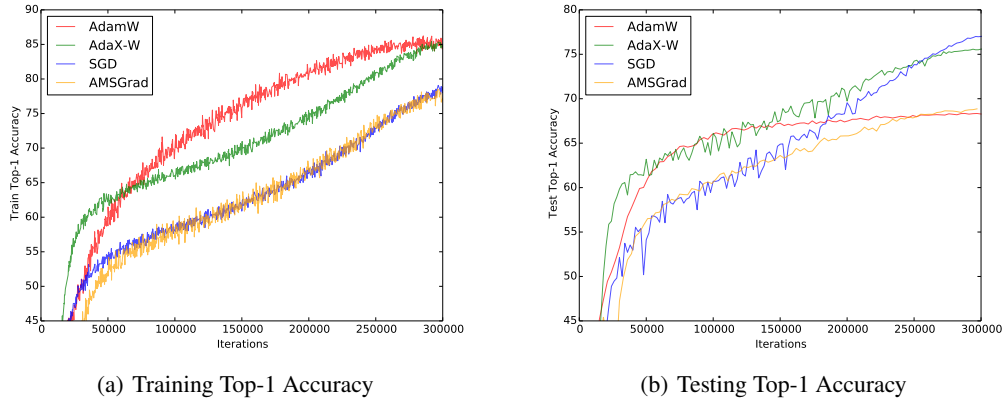 AdamW
AdaX-W
SGD
AMSGrad
Train Top-1 Accuracy
90
85
80
75
70
65
60
55
50
45
0 50000 100000 150000 200000 250000 300000
Iterations
(a) Training Top-1 Accuracy
AdamW
AdaX-W
SGD
AMSGrad
Test Top-1 Accuracy
80
75
70
65
60
55
50
45
0 50000 100000 150000 200000 250000 300000
Iterations
(b) Testing Top-1 Accuracy